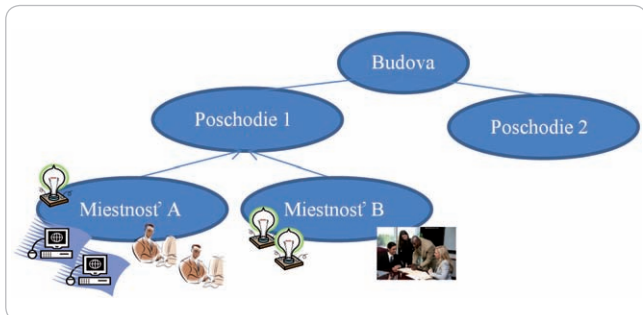 Budova
Poschodie 1
Poschodie 2
Miestnosť A
Miestnosť B